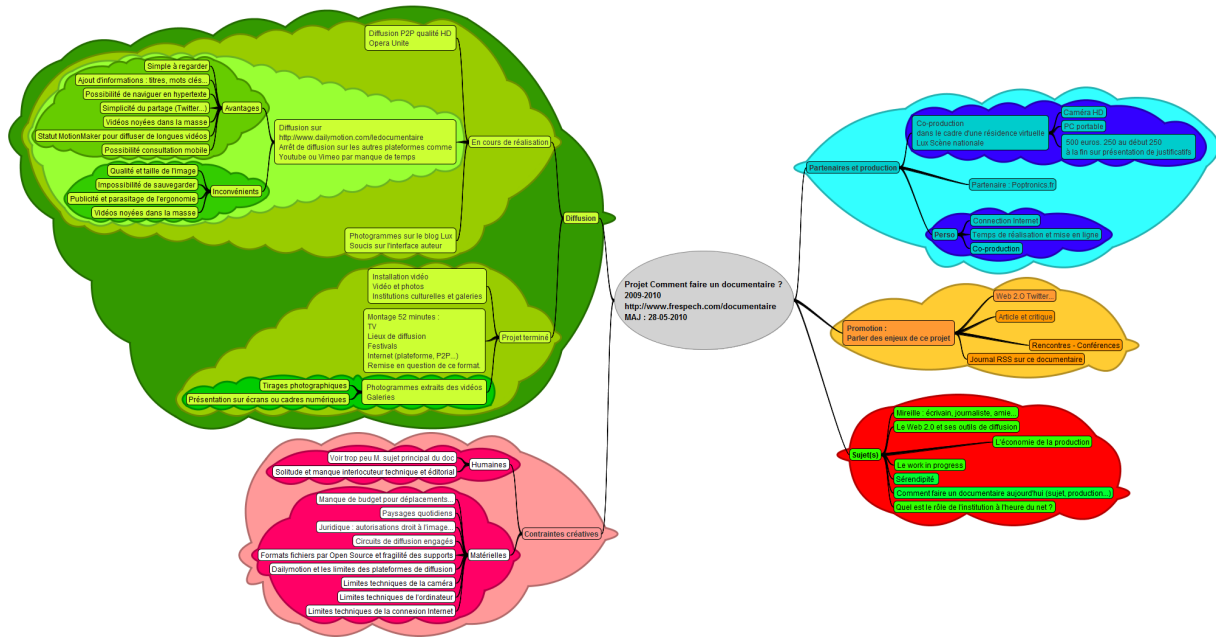 Projet Comment faire un documentaire ?
2009-2010
http://www.frespech.com/documentaire
MAJ : 28-05-2010
Diffusion
En cours de réalisation
Diffusion P2P qualité HD
Opera Unite
Diffusion sur
http://www.dailymotion.com/ledocumentaire
Arrêt de diffusion sur les autres plateformes comme
Youtube ou Vimeo par manque de temps
Avantages
Simple à regarder
Ajout d'informations : titres, mots clés...
Possibilité de naviguer en hypertexte
Simplicité du partage (Twitter...)
Vidéos noyées dans la masse
Statut MotionMaker pour diffuser de longues vidéos
Possibilité consultation mobile
Inconvénients
Qualité et taille de l'image
Impossibilité de sauvegarder
Publicité et parasitage de l'ergonomie
Vidéos noyées dans la masse
Photogrammes sur le blog Lux
Soucis sur l'interface auteur
Projet terminé
Installation vidéo
Vidéo et photos
Institutions culturelles et galeries
Montage 52 minutes :
TV
Lieux de diffusion
Festivals
Internet (plateforme, P2P...)
Remise en question de ce format.
Photogrammes extraits des vidéos
Galeries
Tirages photographiques
Présentation sur écrans ou cadres numériques
Contraintes créatives
Humaines
Voir trop peu M. sujet principal du doc
Solitude et manque interlocuteur technique et éditorial
Matérielles
Manque de budget pour déplacements...
Paysages quotidiens
Juridique : autorisations droit à l'image...
Circuits de diffusion engagés
Formats fichiers par Open Source et fragilité des supports
Dailymotion et les limites des plateformes de diffusion
Limites techniques de la caméra
Limites techniques de l'ordinateur
Limites techniques de la connexion Internet
Partenaires et production
Co-production
dans le cadre d'une résidence virtuelle
Lux Scène nationale
Caméra HD
PC portable
500 euros. 250 au début 250
à la fin sur présentation de justificatifs
Partenaire : Poptronics.fr
Perso
Connection Internet
Temps de réalisation et mise en ligne
Co-production
Promotion :
Parler des enjeux de ce projet
Web 2.0 Twitter...
Article et critique
Rencontres - Conférences
Journal RSS sur ce documentaire
Sujet(s)
Mireille : écrivain, journaliste, amie...
Le Web 2.0 et ses outils de diffusion
L'économie de la production
Le work in progress
Sérendipité
Comment faire un documentaire aujourd'hui (sujet, production...)
Quel est le rôle de l'institution à l'heure du net ?